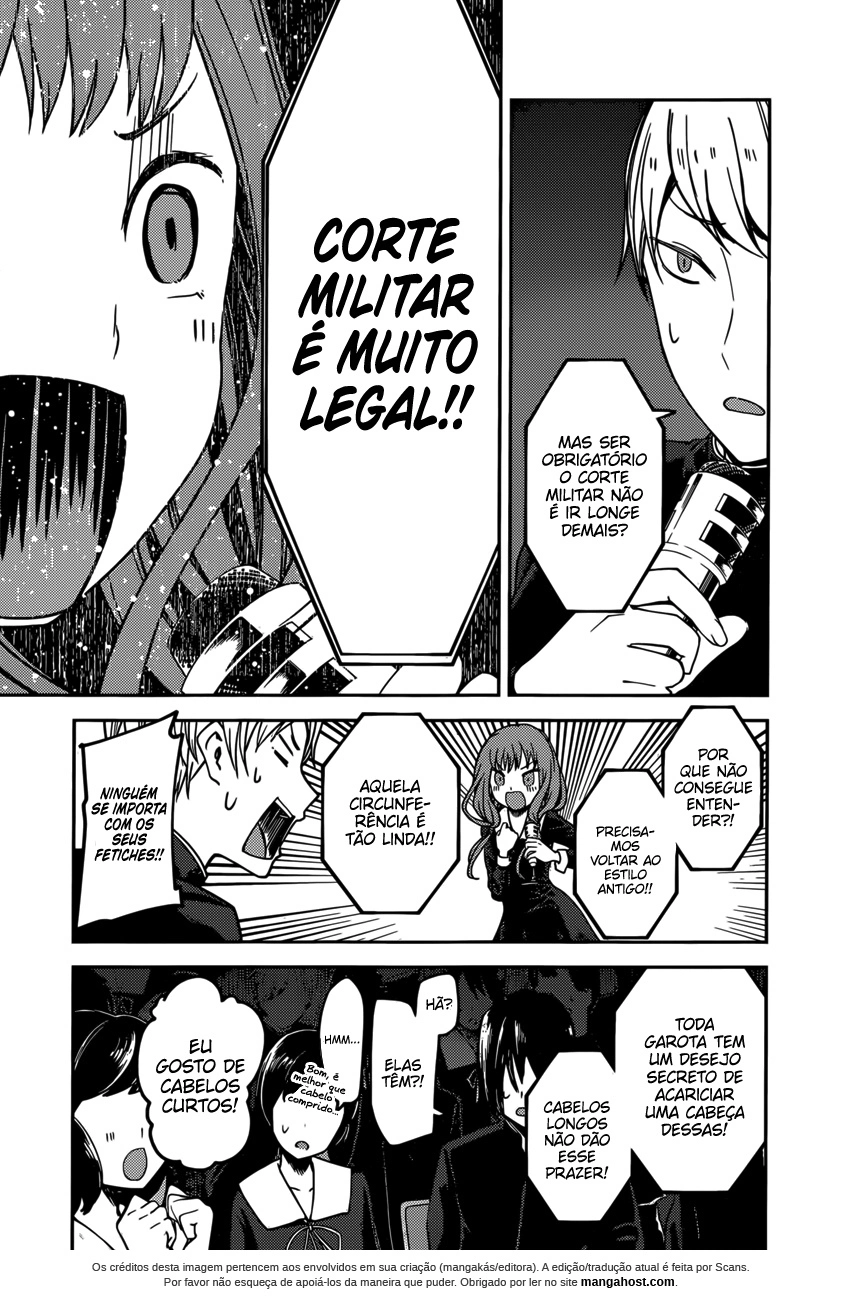 MAS SER
OBRIGATÓRIO
O CORTE
MILITAR NÃO
É IR LONGE
DEMAIS?
CORTE
MILITAR
É MUITO
LEGAL!!
POR
QUE NÃO
CONSEGUE
ENTEN-
DER?!
PRECISA-
MOS
VOLTAR AO
ESTILO
ANTIGO!!
AQUELA
CIRCUNFE-
RÊNCIA É
TÃO LINDA!!
NINGUÉM
SE IMPORTA
COM OS
SEUS
FETICHES!!
TODA
GAROTA TEM
UM DESEJO
SECRETO DE
ACARICIAR
UMA CABEÇA
DESSAS!
CABELOS
LONGOS
NÃO DÃO
ESSE
PRAZER!
HÃ?
ELAS
TÊM?!
HMM...
Bom, é
melhor que
cabelo
comprido...
EU
GOSTO DE
CABELOS
CURTOS!
Os créditos desta imagem pertencem aos envolvidos em sua criação (mangakás/editora). A edição/tradução atual é feita por Scans.
Por favor não esqueça de apoiá-los da maneira que puder. Obrigado por ler no site mangahost.com.